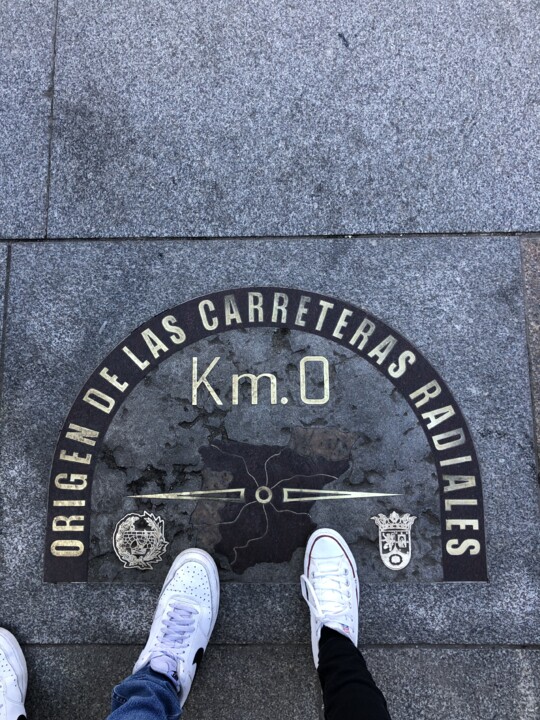 ORIGEN DE LAS CARRETERAS RADIALES
Km.0